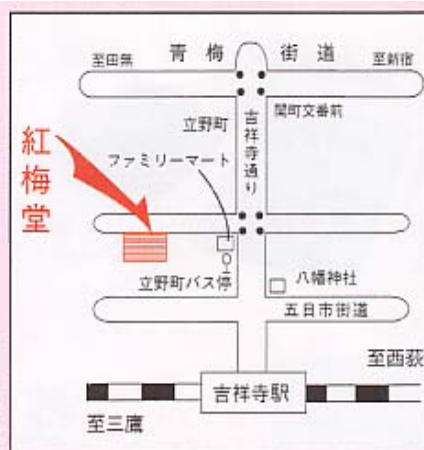 青梅街道
至田無
至新宿
関町交番前
立野町
吉祥寺通り
ファミリーマート
紅梅堂
立野町バス停
八幡神社
五日市街道
至西荻
吉祥寺駅
至三鷹